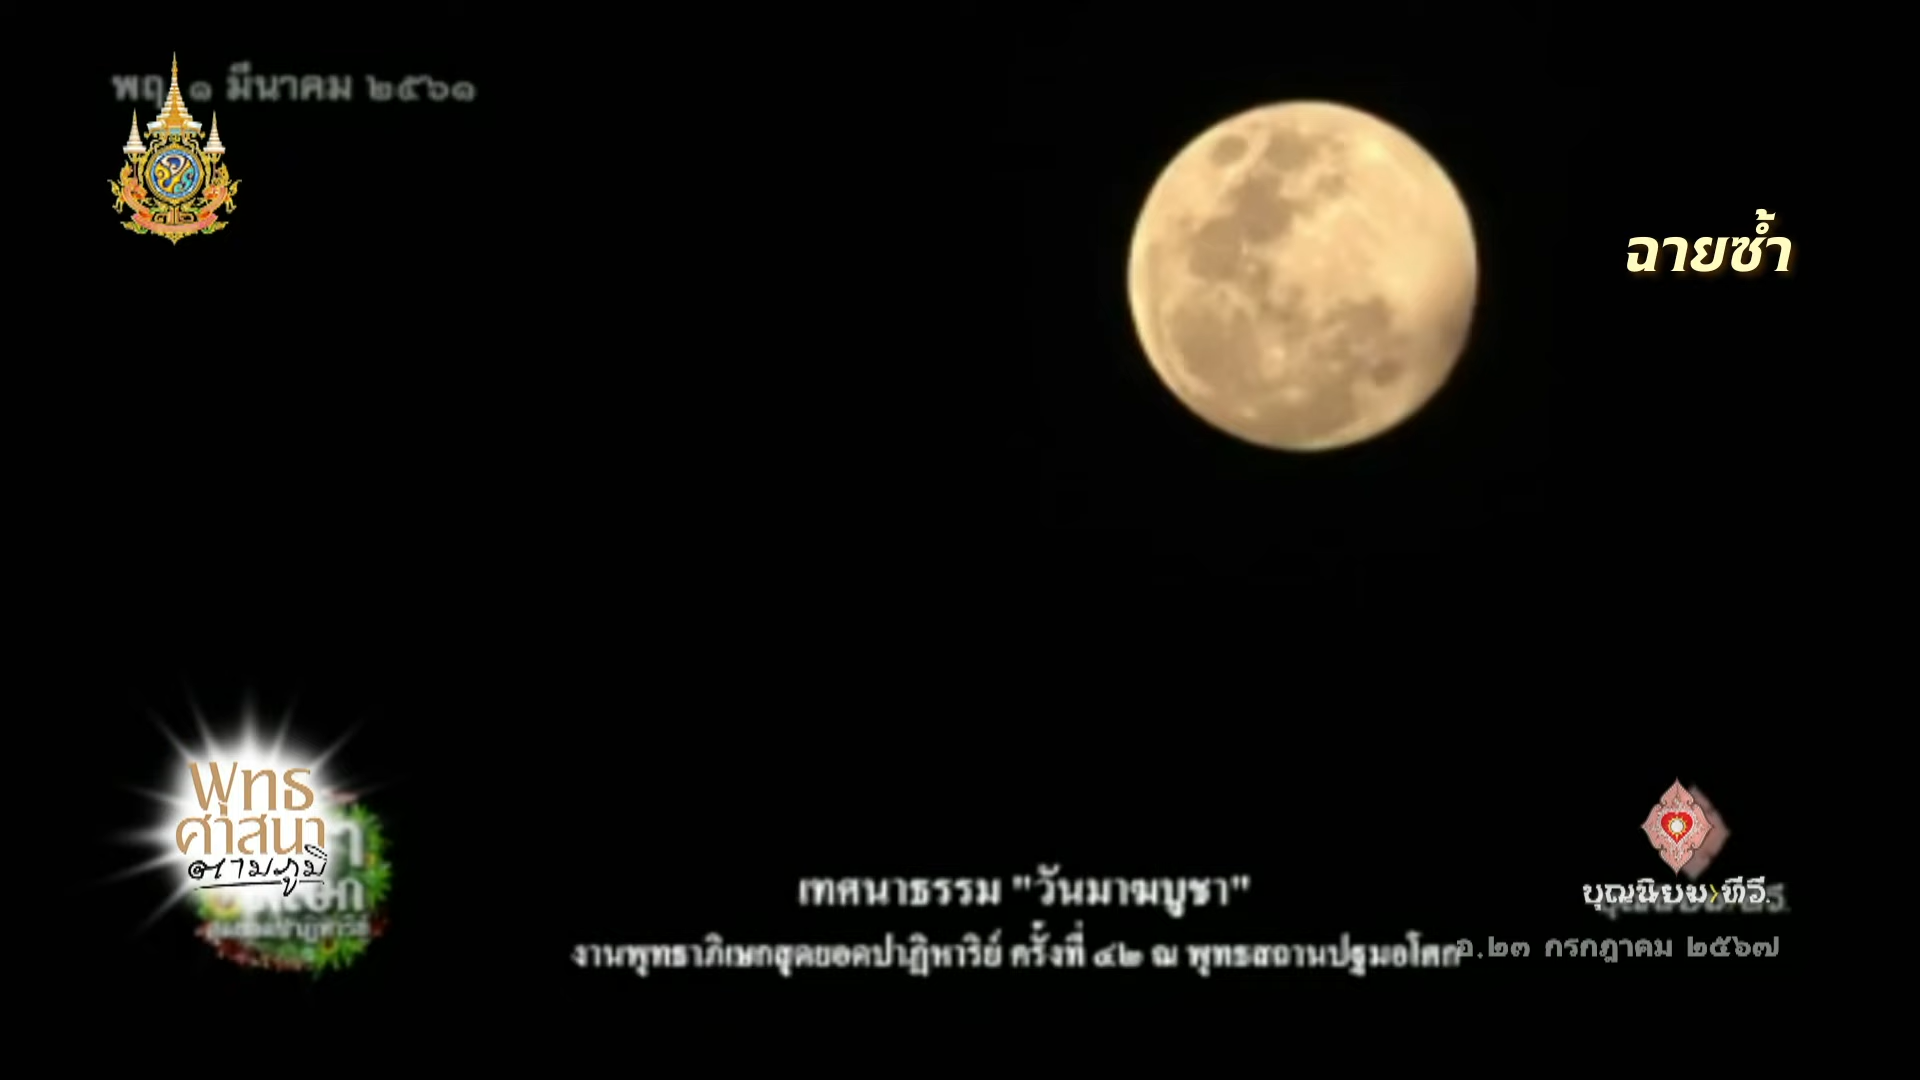 พฤ. ๑ มีนาคม ๒๕๖๑
ฉายซ้ำ
พุทธ
ศาสนา
ตามภูมิ
บุญนิยม ทีวี.
เทศนาธรรม "วันมาฆบูชา"
งานพุทธาภิเษกสุดยอดปาฏิหาริย์ ครั้งที่ ๔๒ ณ พุทธสถานปฐมอโศก
อ.๒๓ กรกฎาคม ๒๕๖๗